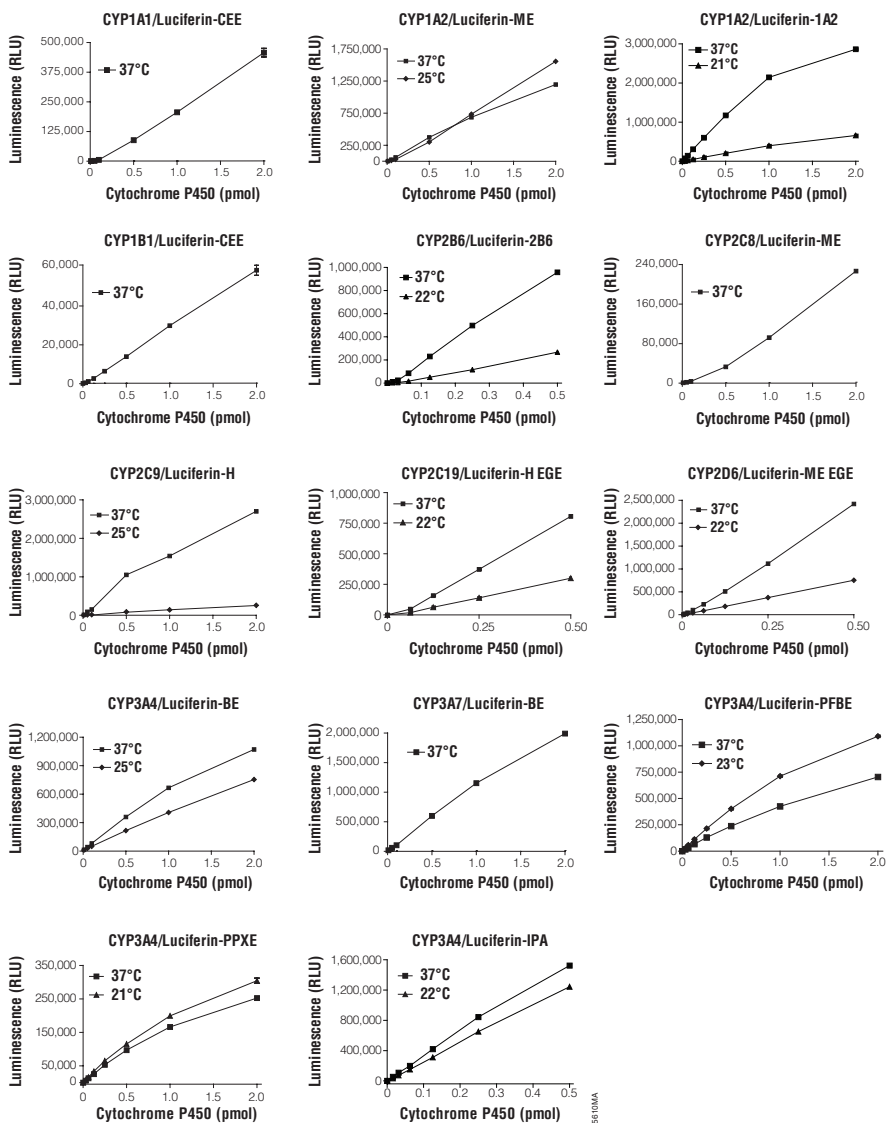 CYP1A1/Luciferin-CEE
Luminescence (RLU)
500,000
375,000
250,000
125,000
0
37°C
0 0.5 1.0 1.5 2.0
Cytochrome P450 (pmol)
CYP1A2/Luciferin-ME
Luminescence (RLU)
1,750,000
1,250,000
750,000
250,000
0
37°C
25°C
0 0.5 1.0 1.5 2.0
Cytochrome P450 (pmol)
CYP1A2/Luciferin-1A2
Luminescence (RLU)
3,000,000
2,000,000
1,000,000
0
37°C
21°C
0 0.5 1.0 1.5 2.0
Cytochrome P450 (pmol)
CYP1B1/Luciferin-CEE
Luminescence (RLU)
60,000
40,000
20,000
0
37°C
0 0.5 1.0 1.5 2.0
Cytochrome P450 (pmol)
CYP2B6/Luciferin-2B6
Luminescence (RLU)
1,000,000
800,000
600,000
400,000
200,000
0
37°C
22°C
0.1 0.2 0.3 0.4 0.5
Cytochrome P450 (pmol)
CYP2C8/Luciferin-ME
Luminescence (RLU)
240,000
160,000
80,000
0
37°C
0 0.5 1.0 1.5 2.0
Cytochrome P450 (pmol)
CYP2C9/Luciferin-H
Luminescence (RLU)
3,000,000
2,000,000
1,000,000
0
37°C
25°C
0 0.5 1.0 1.5 2.0
Cytochrome P450 (pmol)
CYP2C19/Luciferin-H EGE
Luminescence (RLU)
1,000,000
750,000
500,000
250,000
0
37°C
22°C
0 0.25 0.50
Cytochrome P450 (pmol)
CYP2D6/Luciferin-ME EGE
Luminescence (RLU)
2,500,000
2,000,000
1,500,000
1,000,000
500,000
0
37°C
22°C
0 0.25 0.50
Cytochrome P450 (pmol)
CYP3A4/Luciferin-BE
Luminescence (RLU)
1,200,000
900,000
600,000
300,000
0
37°C
25°C
0 0.5 1.0 1.5 2.0
Cytochrome P450 (pmol)
CYP3A7/Luciferin-BE
Luminescence (RLU)
2,000,000
1,500,000
1,000,000
500,000
0
37°C
0 0.5 1.0 1.5 2.0
Cytochrome P450 (pmol)
CYP3A4/Luciferin-PFBE
Luminescence (RLU)
1,250,000
1,000,000
750,000
500,000
250,000
0
37°C
23°C
0 0.5 1.0 1.5 2.0
Cytochrome P450 (pmol)
CYP3A4/Luciferin-PPXE
Luminescence (RLU)
350,000
250,000
150,000
50,000
0
37°C
21°C
0 0.5 1.0 1.5 2.0
Cytochrome P450 (pmol)
CYP3A4/Luciferin-IPA
Luminescence (RLU)
1,600,000
1,200,000
800,000
400,000
0
37°C
22°C
0 0.1 0.2 0.3 0.4 0.5
Cytochrome P450 (pmol)
5610MA